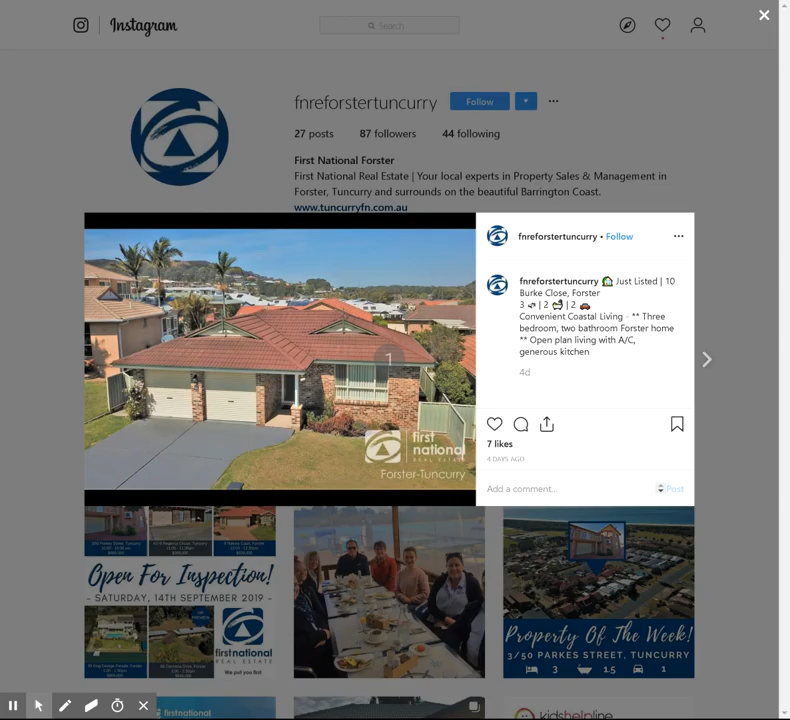 Instagram
Search
fnreforstertuncurry
Follow
27 posts 87 followers 44 following
First National Forster
First National Real Estate | Your local experts in Property Sales & Management in
Forster, Tuncurry and surrounds on the beautiful Barrington Coast.
www.tuncurryfn.com.au
fnreforstertuncurry • Follow
fnreforstertuncurry Just Listed | 10
Burke Close, Forster
3 | 2 | 2
Convenient Coastal Living - ** Three
bedroom, two bathroom Forster home
** Open plan living with A/C,
generous kitchen
4d
7 likes
4 DAYS AGO
Add a comment...
Post
1
first
national
REAL ESTATE
Forster-Tuncurry
Open For Inspection!
- SATURDAY, 14TH SEPTEMBER 2019 -
firstnational
REAL ESTATE
We put you first
Property Of The Week!
3/50 PARKES STREET, TUNCURRY
3 1.5 1
firstnational
kidshelpline